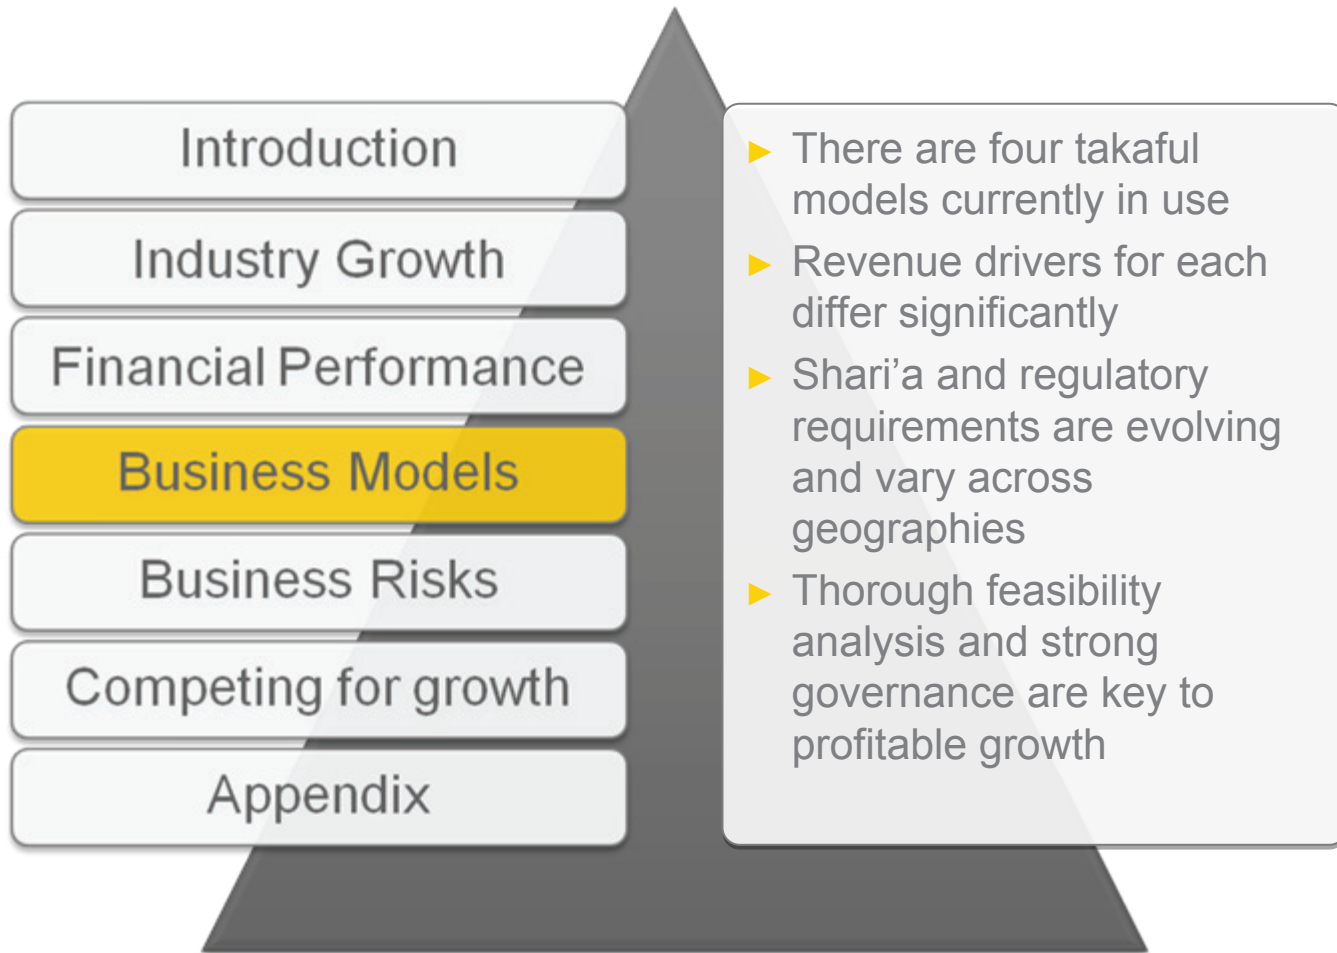 Introduction
Industry Growth
Financial Performance
Business Models
Business Risks
Competing for growth
Appendix
► There are four takaful
models currently in use
► Revenue drivers for each
differ significantly
► Shari’a and regulatory
requirements are evolving
and vary across
geographies
► Thorough feasibility
analysis and strong
governance are key to
profitable growth